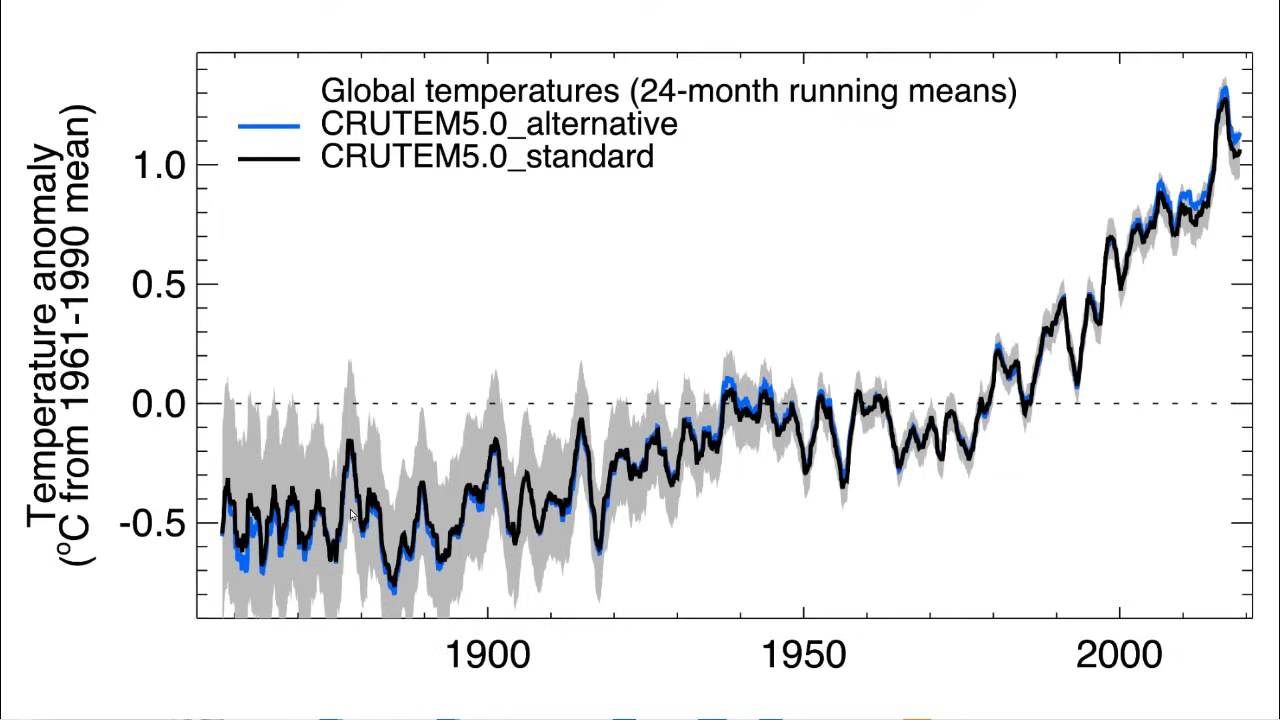 Global temperatures (24-month running means)
CRUTEM5.0_alternative
CRUTEM5.0_standard
Temperature anomaly
(°C from 1961-1990 mean)
1.0
0.5
0.0
-0.5
1900
1950
2000